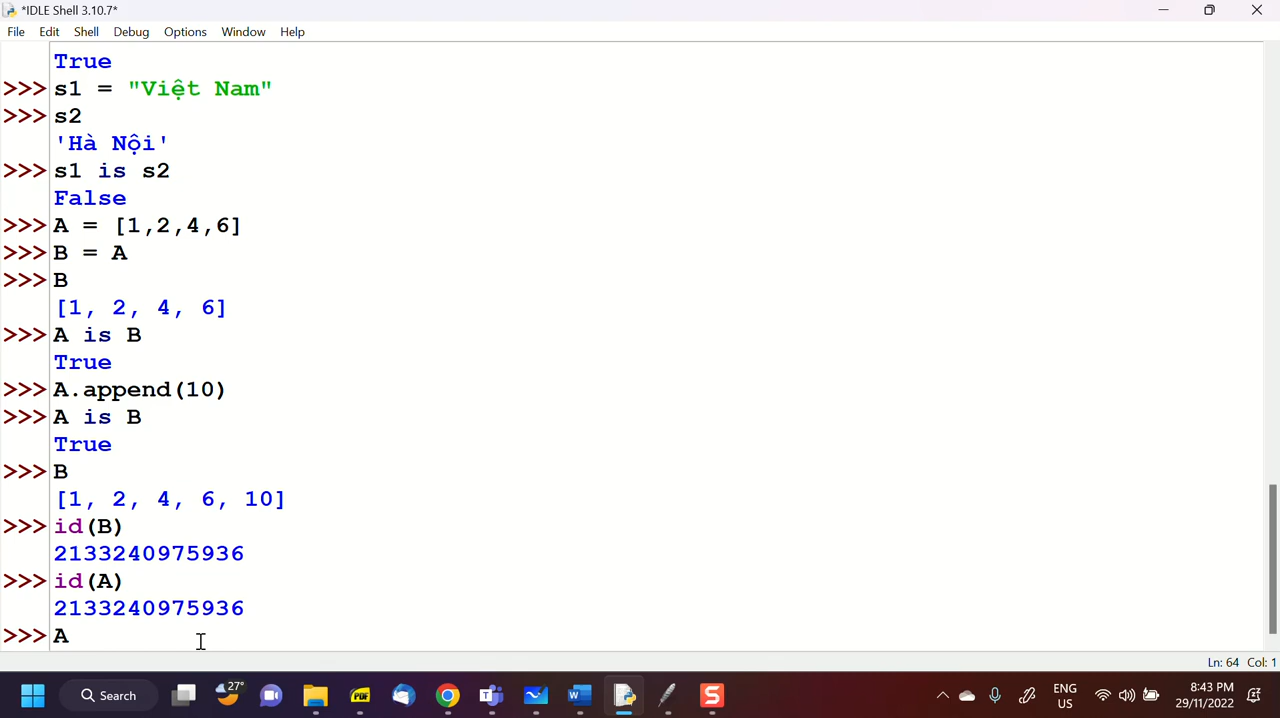 *IDLE Shell 3.10.7*
File Edit Shell Debug Options Window Help
True
>>> s1 = "Việt Nam"
>>> s2
'Hà Nội'
>>> s1 is s2
False
>>> A = [1,2,4,6]
>>> B = A
>>> B
[1, 2, 4, 6]
>>> A is B
True
>>> A.append(10)
>>> A is B
True
>>> B
[1, 2, 4, 6, 10]
>>> id(B)
2133240975936
>>> id(A)
2133240975936
>>> A
Ln: 64 Col: 1
Search 27° PDF W S ENG 8:43 PM
US 29/11/2022